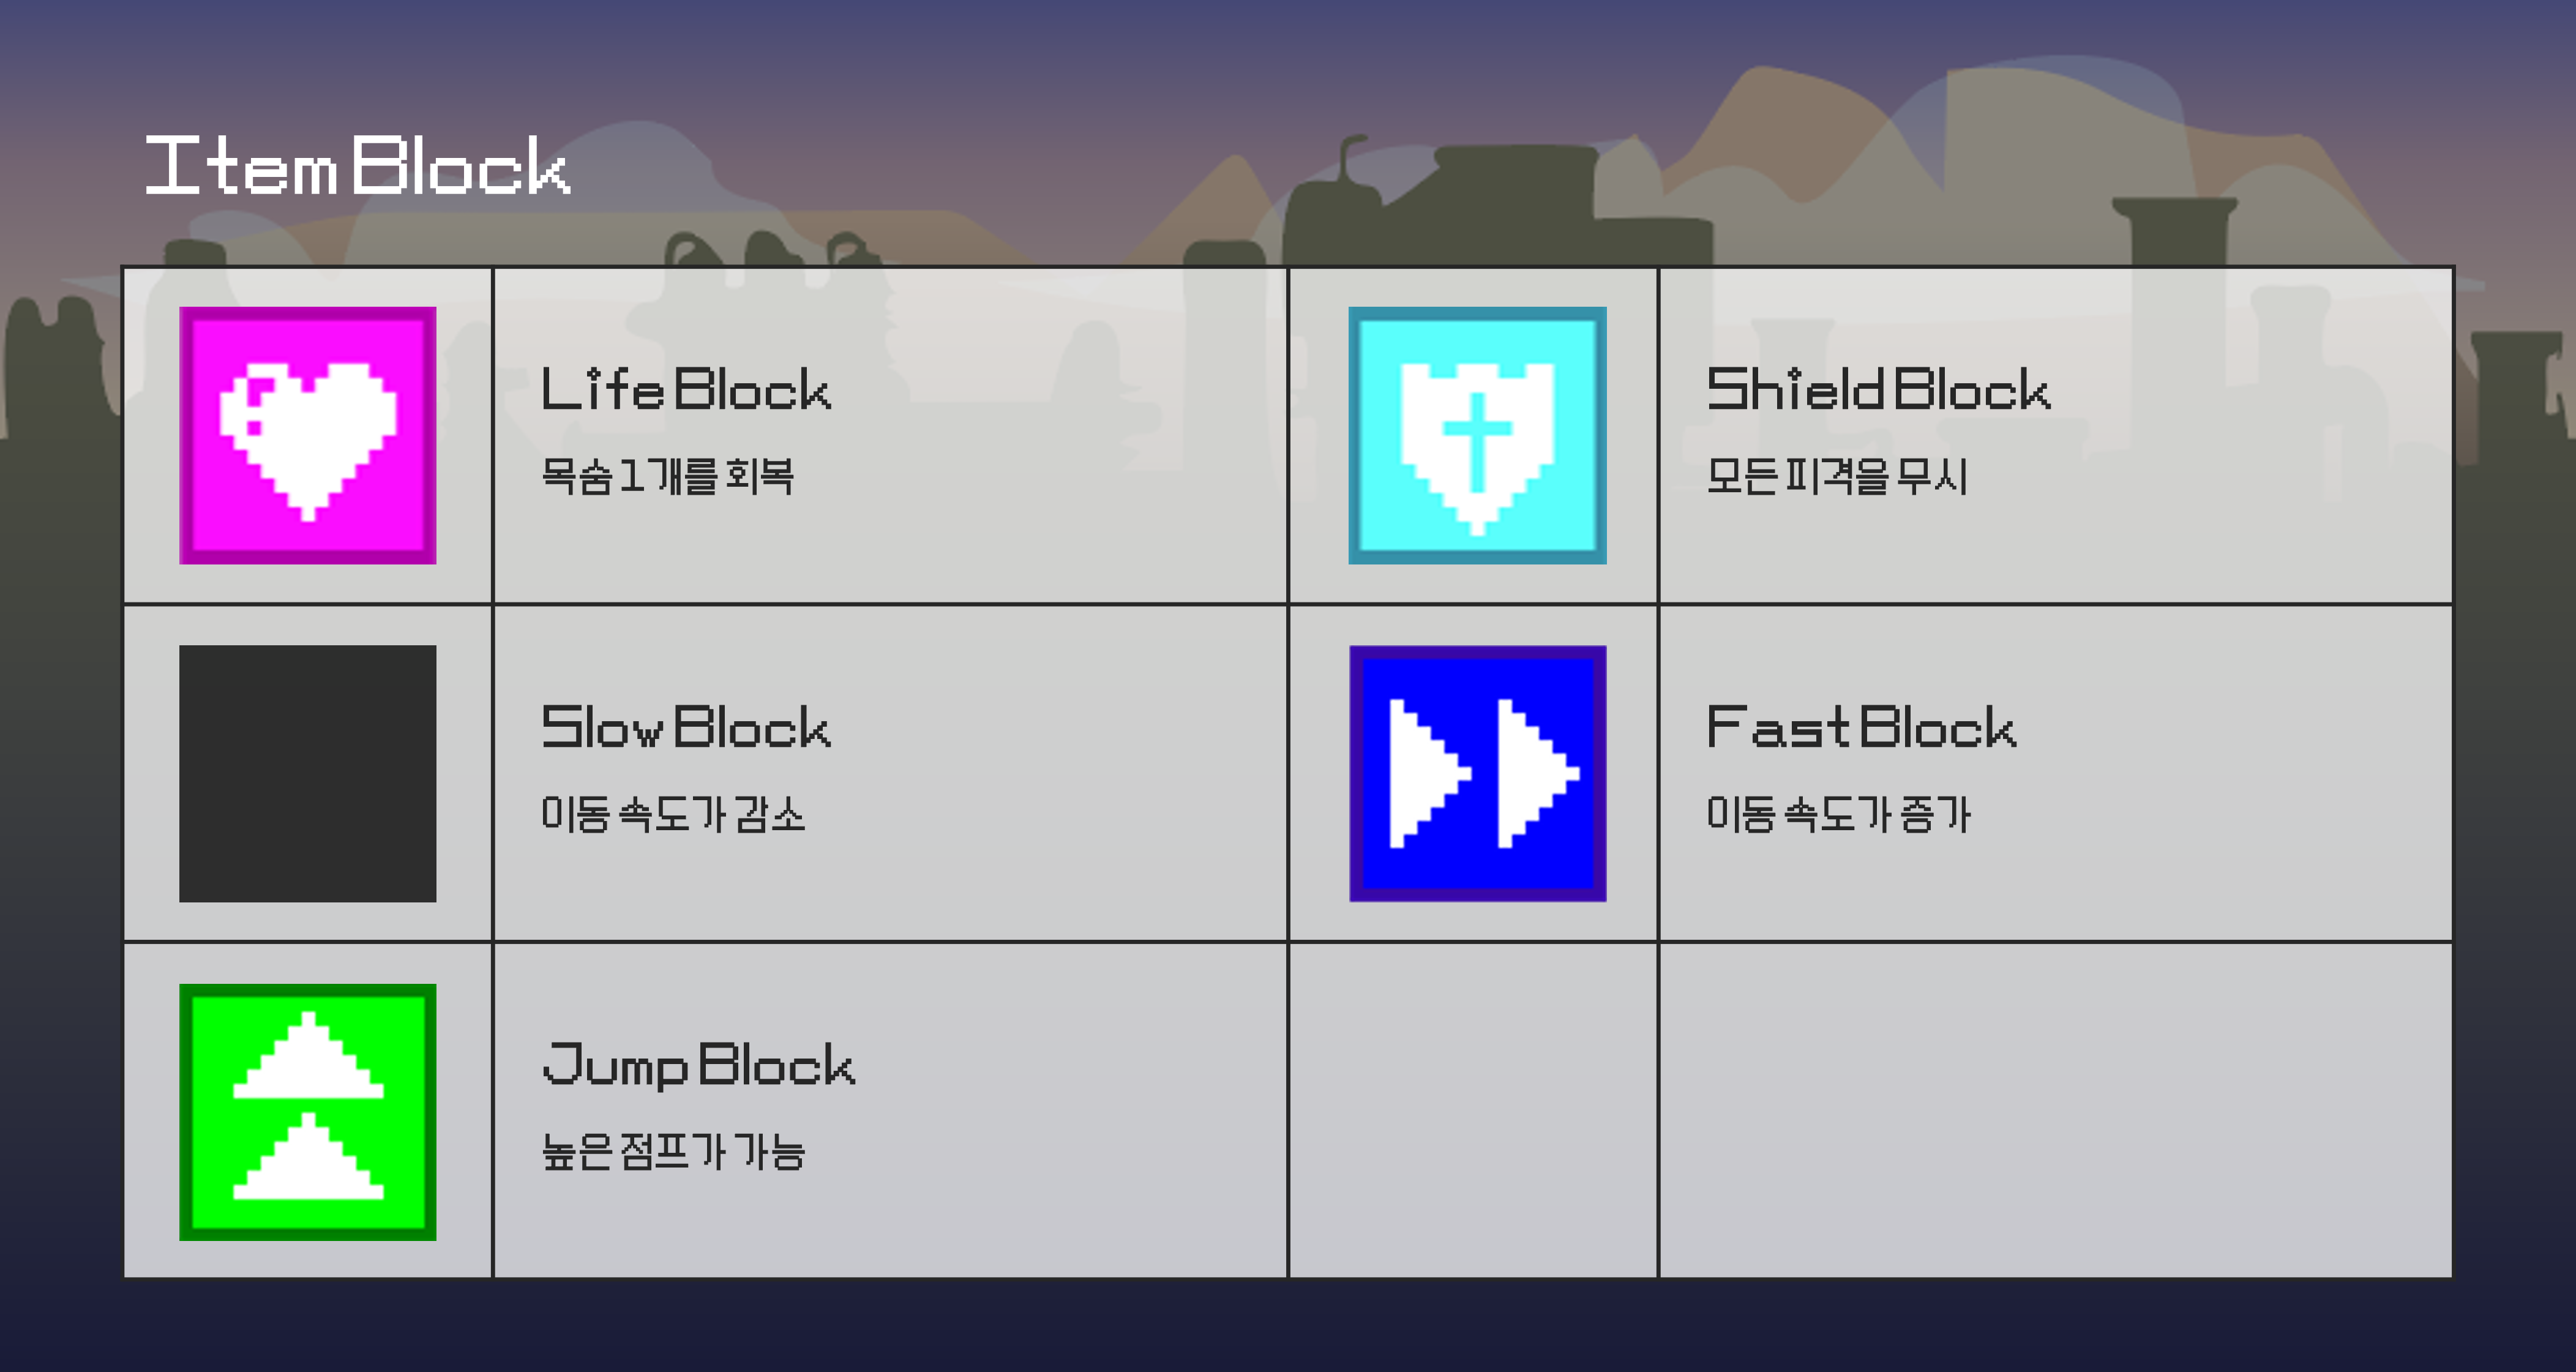 Item Block
Life Block
목숨 1개를 회복
Shield Block
모든 피격을 무시
Slow Block
이동 속도가 감소
Fast Block
이동 속도가 증가
Jump Block
높은 점프가 가능